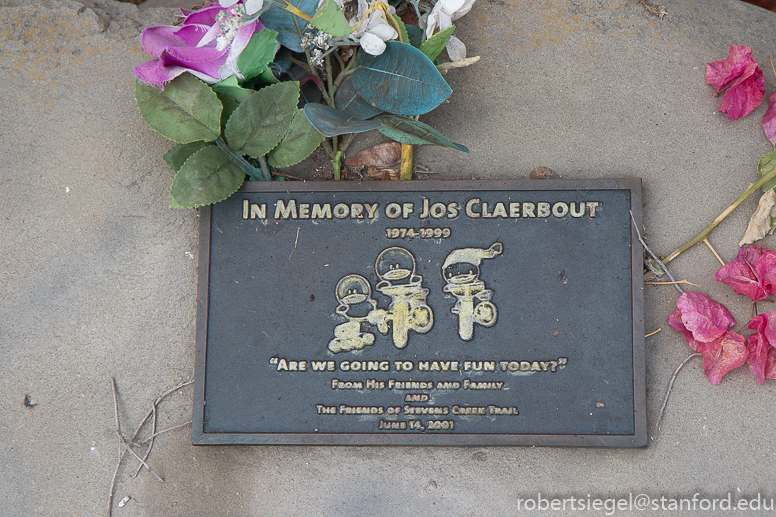 In Memory of Jos Claerbout
1974-1999
"Are we going to have fun today?"
From His Friends and Family
and
The Friends of Stevens Creek Trail
June 14, 2001
robertsiegel@stanford.edu